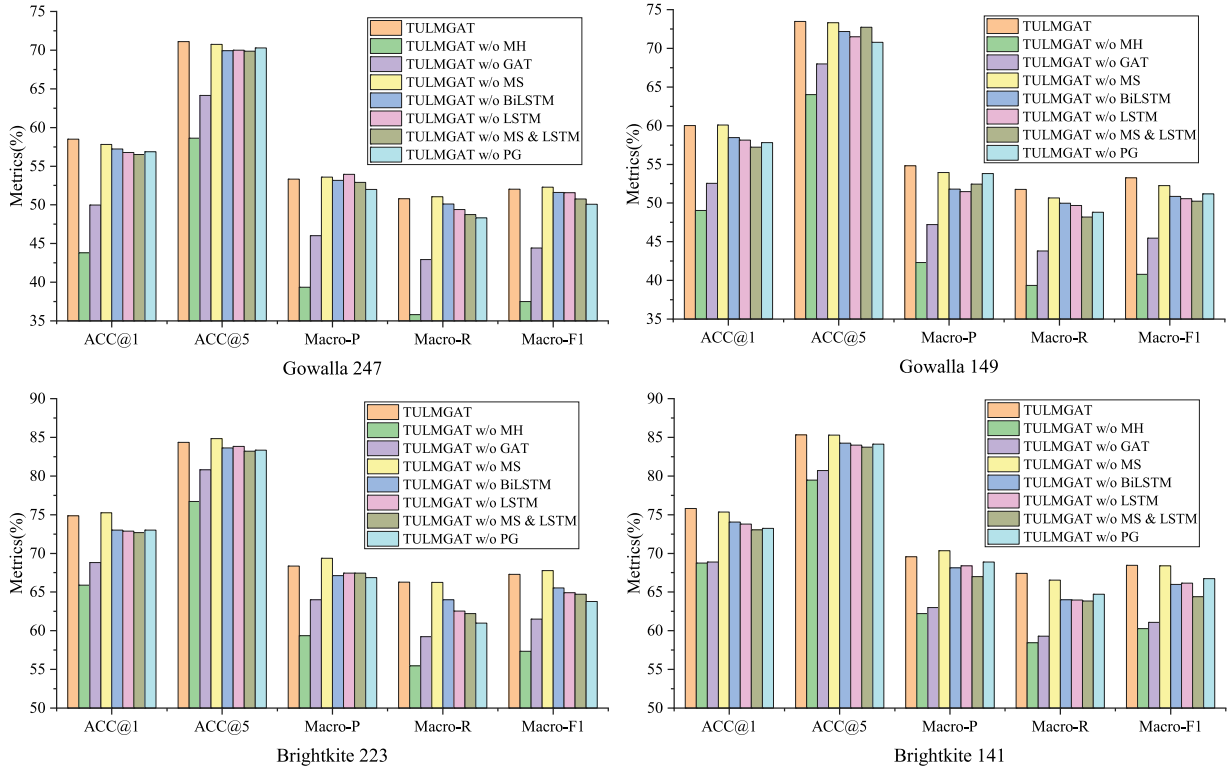 75
70
65
60
55
50
45
40
35
Metrics(%)
TULMGAT
TULMGAT w/o MH
TULMGAT w/o GAT
TULMGAT w/o MS
TULMGAT w/o BiLSTM
TULMGAT w/o LSTM
TULMGAT w/o MS & LSTM
TULMGAT w/o PG
ACC@1 ACC@5 Macro-P Macro-R Macro-F1
Gowalla 247
75
70
65
60
55
50
45
40
35
Metrics(%)
TULMGAT
TULMGAT w/o MH
TULMGAT w/o GAT
TULMGAT w/o MS
TULMGAT w/o BiLSTM
TULMGAT w/o LSTM
TULMGAT w/o MS & LSTM
TULMGAT w/o PG
ACC@1 ACC@5 Macro-P Macro-R Macro-F1
Gowalla 149
90
85
80
75
70
65
60
55
50
Metrics(%)
TULMGAT
TULMGAT w/o MH
TULMGAT w/o GAT
TULMGAT w/o MS
TULMGAT w/o BiLSTM
TULMGAT w/o LSTM
TULMGAT w/o MS & LSTM
TULMGAT w/o PG
ACC@1 ACC@5 Macro-P Macro-R Macro-F1
Brightkite 223
90
85
80
75
70
65
60
55
50
Metrics(%)
TULMGAT
TULMGAT w/o MH
TULMGAT w/o GAT
TULMGAT w/o MS
TULMGAT w/o BiLSTM
TULMGAT w/o LSTM
TULMGAT w/o MS & LSTM
TULMGAT w/o PG
ACC@1 ACC@5 Macro-P Macro-R Macro-F1
Brightkite 141